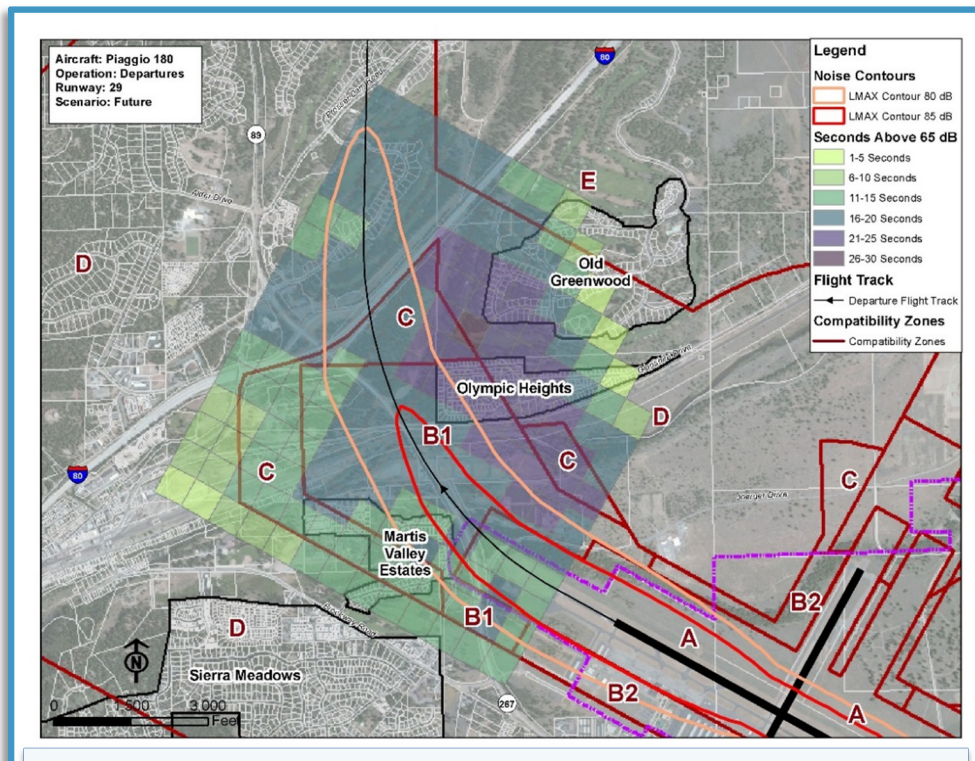 Aircraft: Piaggio 180
Operation: Departures
Runway: 29
Scenario: Future
Legend
Noise Contours
LMAX Contour 80 dB
LMAX Contour 85 dB
Seconds Above 65 dB
1-5 Seconds
6-10 Seconds
11-15 Seconds
16-20 Seconds
21-25 Seconds
26-30 Seconds
Flight Track
Departure Flight Track
Compatibility Zones
Compatibility Zones
80
89
E
D
Old
Greenwood
C
Olympic Heights
D
B1
C
C
C
80
Martis
Valley
Estates
B1
B2
A
D
N
Sierra Meadows
267
B2
A
0
3,000
Feet